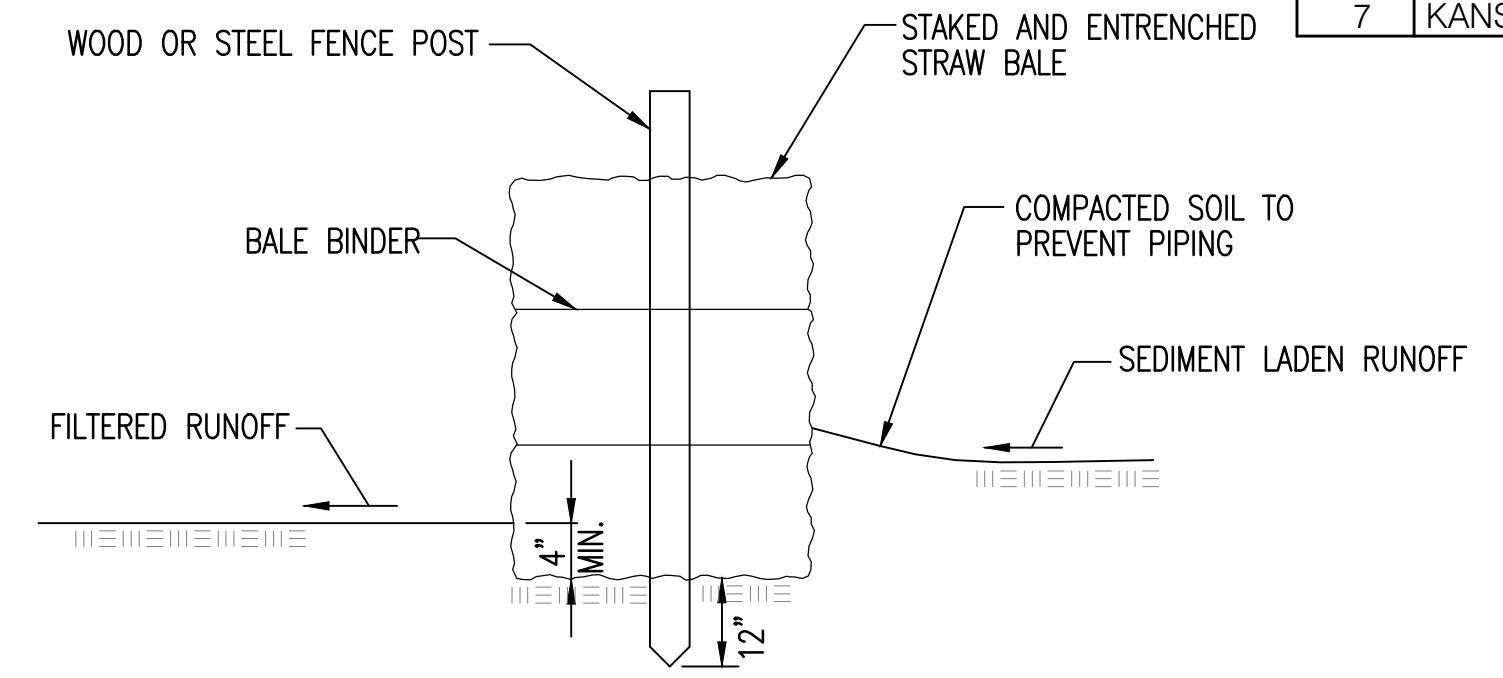 7
WOOD OR STEEL FENCE POST
STAKED AND ENTRENCHED
STRAW BALE
BALE BINDER
COMPACTED SOIL TO
PREVENT PIPING
SEDIMENT LADEN RUNOFF
FILTERED RUNOFF
4"
MIN.
12"